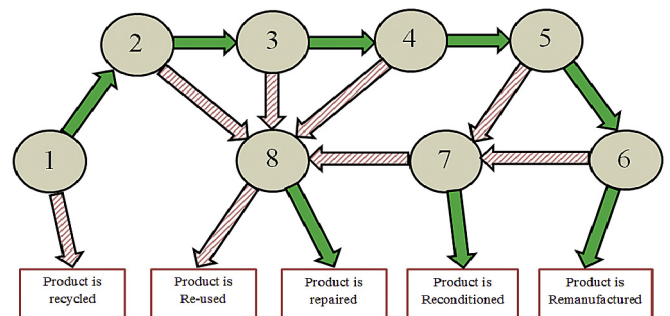 2
3
4
5
1
8
7
6
Product is
recycled
Product is
Re-used
Product is
repaired
Product is
Reconditioned
Product is
Remanufactured